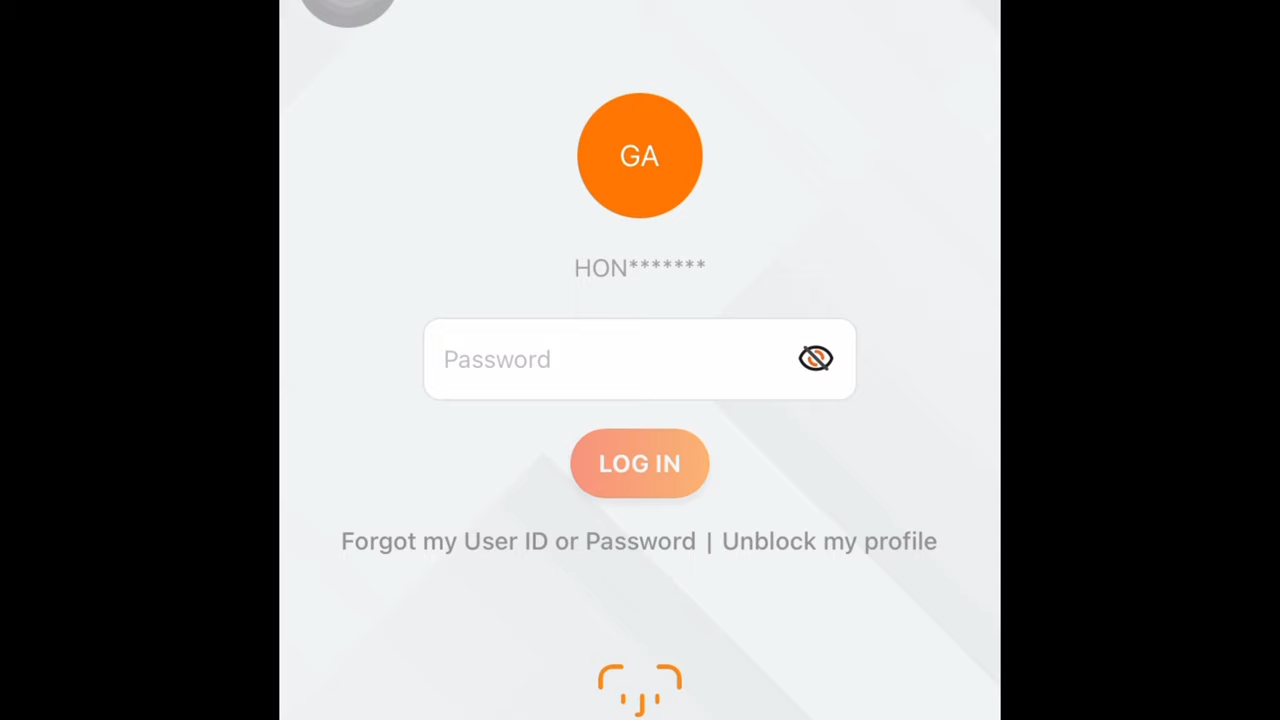 GA
HON*******
Password
LOG IN
Forgot my User ID or Password | Unblock my profile